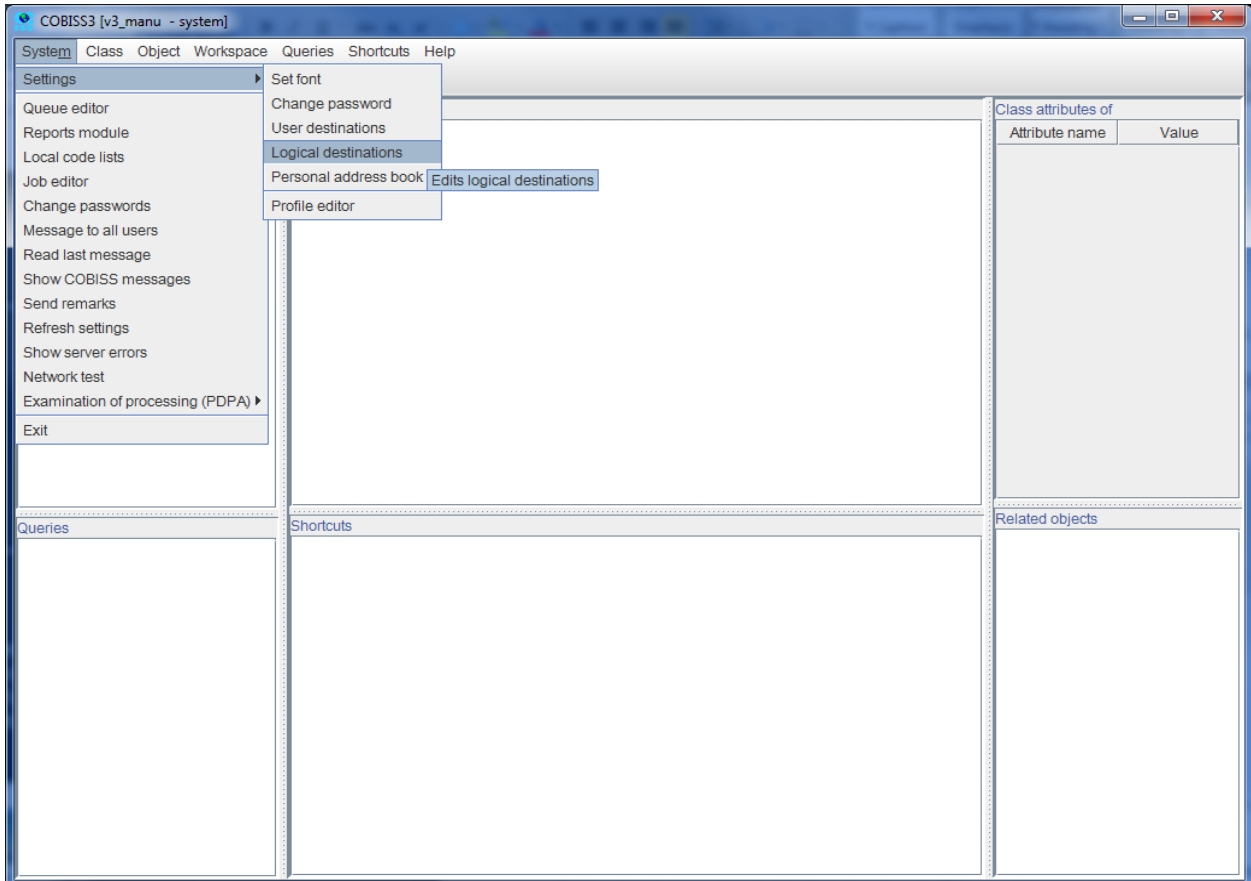 COBISS3 [v3_manu - system]
System Class Object Workspace Queries Shortcuts Help
Settings
Queue editor
Reports module
Local code lists
Job editor
Change passwords
Message to all users
Read last message
Show COBISS messages
Send remarks
Refresh settings
Show server errors
Network test
Examination of processing (PDPA)
Exit
Set font
Change password
User destinations
Logical destinations
Personal address book
Edits logical destinations
Profile editor
Class attributes of
Attribute name Value
Queries
Shortcuts
Related objects